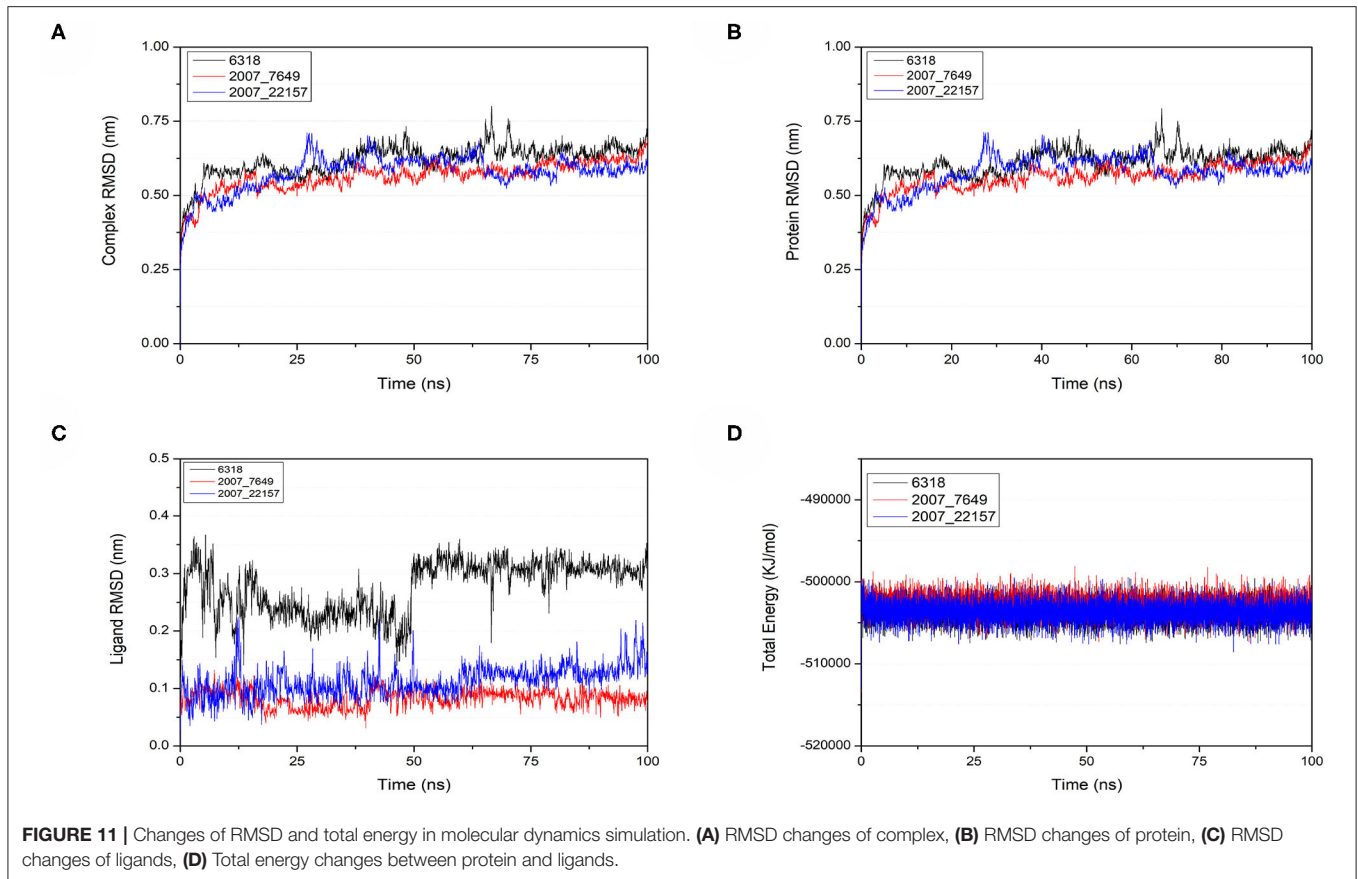 A
1.00
0.75
0.50
0.25
0.00
Complex RMSD (nm)
6318
2007_7649
2007_22157
0 25 50 75 100
Time (ns)
B
1.00
0.75
0.50
0.25
0.00
Protein RMSD (nm)
6318
2007_7649
2007_22157
0 20 40 60 80 100
Time (ns)
C
0.5
0.4
0.3
0.2
0.1
0.0
Ligand RMSD (nm)
6318
2007_7649
2007_22157
0 25 50 75 100
Time (ns)
D
-490000
-500000
-510000
-520000
Total Energy (KJ/mol)
6318
2007_7649
2007_22157
0 25 50 75 100
Time (ns)
FIGURE 11 | Changes of RMSD and total energy in molecular dynamics simulation. (A) RMSD changes of complex, (B) RMSD changes of protein, (C) RMSD
changes of ligands, (D) Total energy changes between protein and ligands.